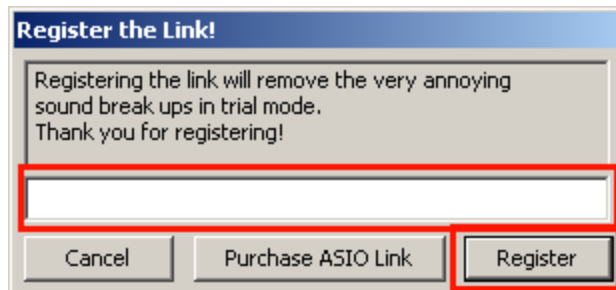 Register the Link!
Registering the link will remove the very annoying
sound break ups in trial mode.
Thank you for registering!
Cancel
Purchase ASIO Link
Register